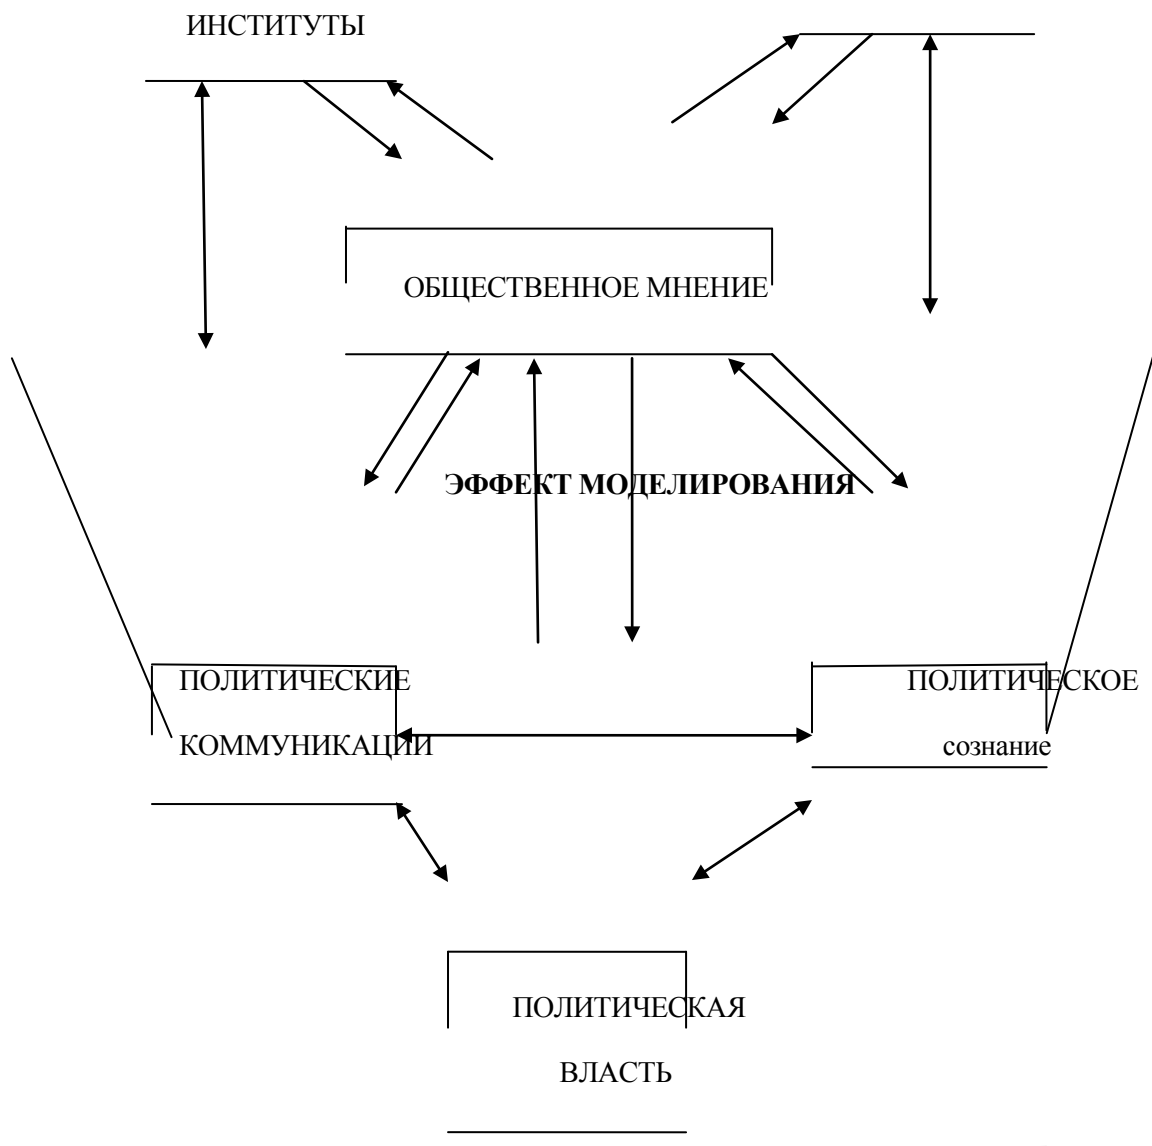 ИНСТИТУТЫ
ОБЩЕСТВЕННОЕ МНЕНИЕ
ЭФФЕКТ МОДЕЛИРОВАНИЯ
ПОЛИТИЧЕСКИЕ
КОММУНИКАЦИИ
ПОЛИТИЧЕСКОЕ
сознание
ПОЛИТИЧЕСКАЯ
ВЛАСТЬ